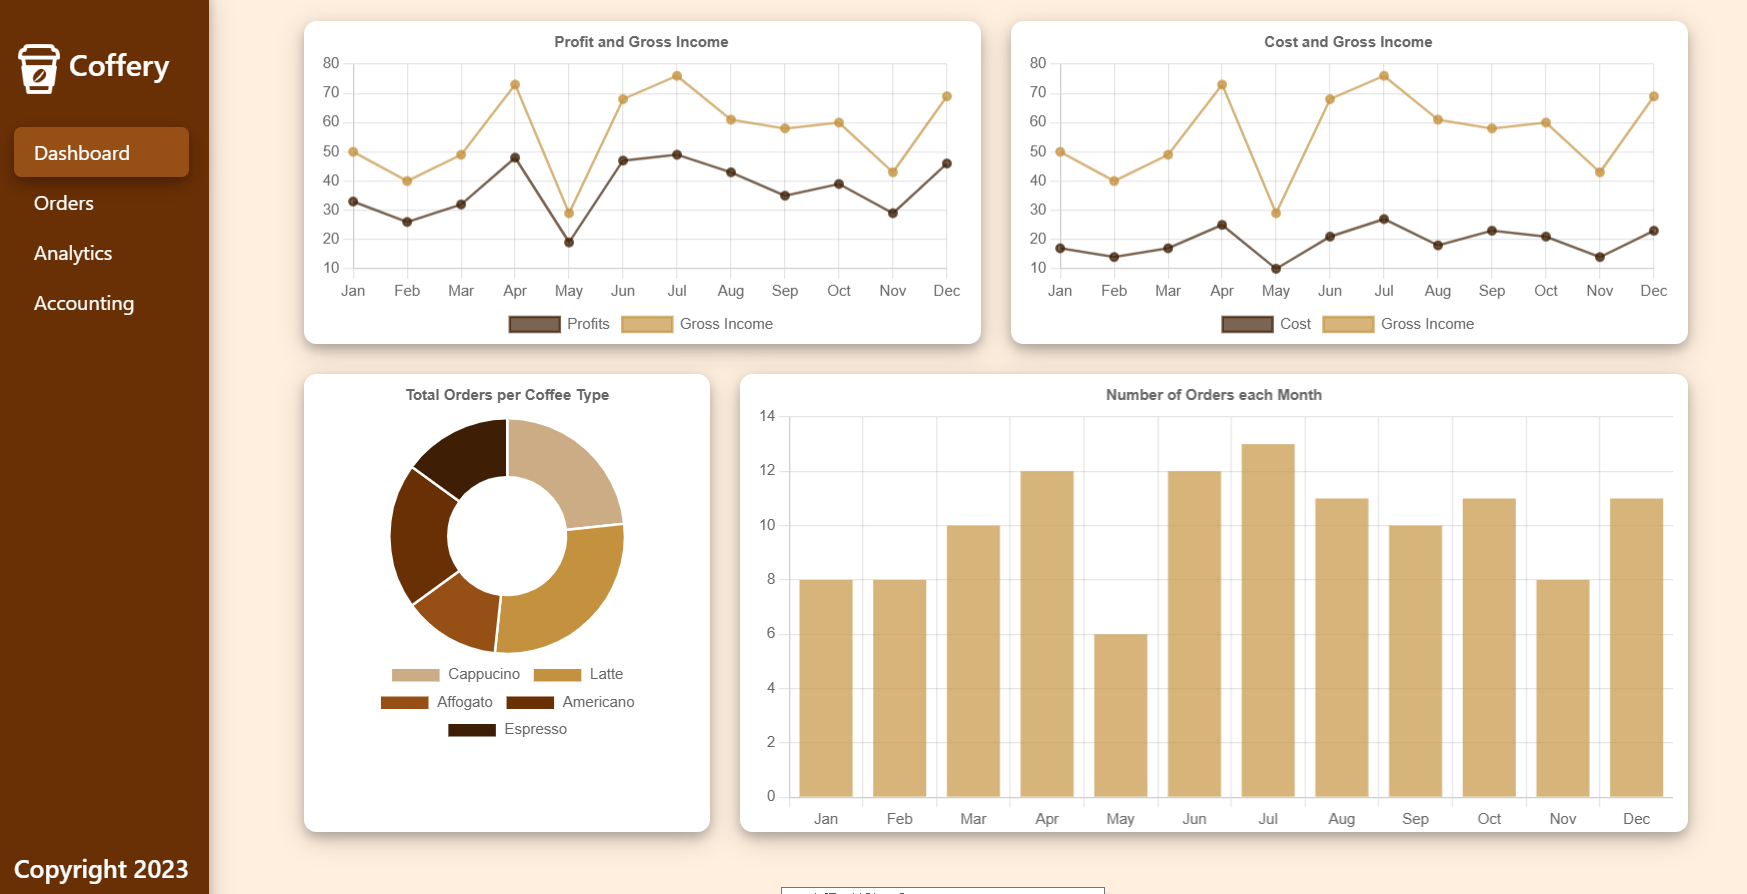 Coffery
Dashboard
Orders
Analytics
Accounting
Copyright 2023
Profit and Gross Income
80
70
60
50
40
30
20
10
Jan Feb Mar Apr May Jun Jul Aug Sep Oct Nov Dec
Profits Gross Income
Cost and Gross Income
80
70
60
50
40
30
20
10
Jan Feb Mar Apr May Jun Jul Aug Sep Oct Nov Dec
Cost Gross Income
Total Orders per Coffee Type
Cappucino Latte
Affogato Americano
Espresso
Number of Orders each Month
14
12
10
8
6
4
2
0
Jan Feb Mar Apr May Jun Jul Aug Sep Oct Nov Dec